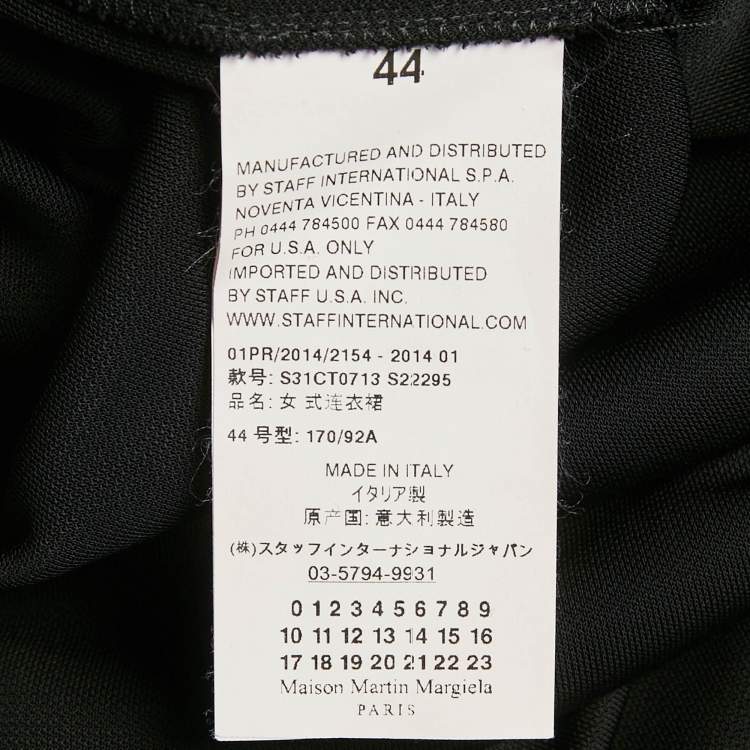 44
MANUFACTURED AND DISTRIBUTED
BY STAFF INTERNATIONAL S.P.A.
NOVENTA VICENTINA - ITALY
PH 0444 784500 FAX 0444 784580
FOR U.S.A. ONLY
IMPORTED AND DISTRIBUTED
BY STAFF U.S.A. INC.
WWW.STAFFINTERNATIONAL.COM
01PR/2014/2154 - 2014 01
款号: S31CT0713 S22295
品名: 女 式连衣裙
44 号型: 170/92A
MADE IN ITALY
イタリア製
原产国: 意大利製造
(株)スタッフインターナショナルジャパン
03-5794-9931
0 1 2 3 4 5 6 7 8 9
10 11 12 13 14 15 16
17 18 19 20 21 22 23
Maison Martin Margiela
PARIS